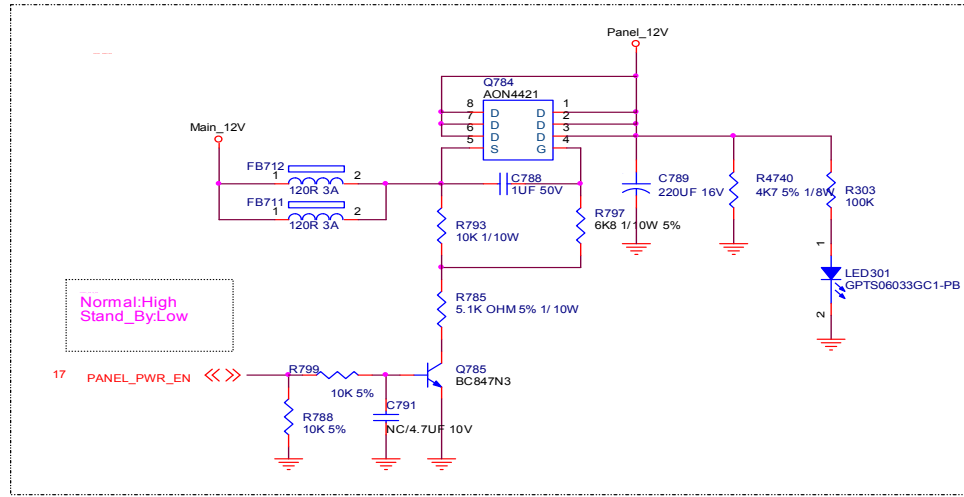 Panel_12V
Q784
AON4421
8 D D 1
7 D D 2
6 D D 3
5 S G 4
Main_12V
FB712
1 2
120R 3A
FB711
1 2
120R 3A
C788
1UF 50V
R793
10K 1/10W
R797
6K8 1/10W 5%
C789
220UF 16V
R4740
4K7 5% 1/8W
R303
100K
1
LED301
GPTS06033GC1-PB
2
R785
5.1K OHM 5% 1/10W
Normal:High
Stand_By:Low
17 PANEL_PWR_EN
R799
10K 5%
Q785
BC847N3
R788
10K 5%
C791
NC/4.7UF 10V